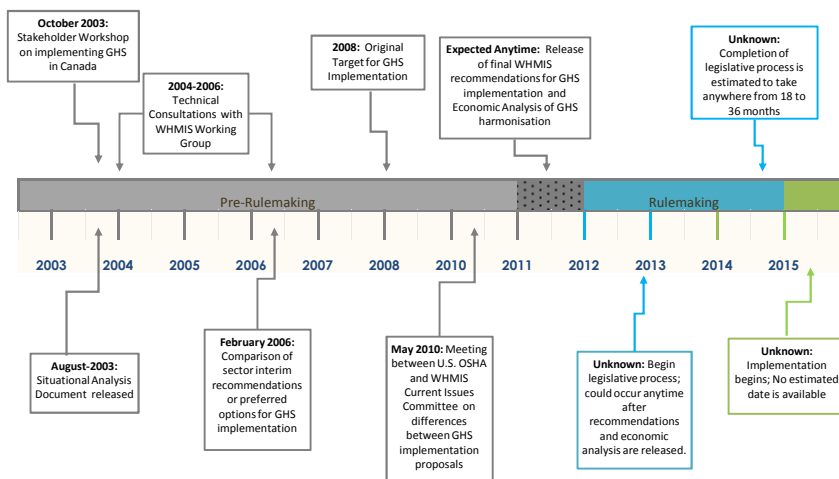 October 2003:
Stakeholder Workshop
on implementing GHS
in Canada
2004-2006:
Technical
Consultations with
WHMIS Working
Group
2008: Original
Target for GHS
Implementation
Expected Anytime: Release
of final WHMIS
recommendations for GHS
implementation and
Economic Analysis of GHS
harmonisation
Unknown:
Completion of
legislative process is
estimated to take
anywhere from 18 to
36 months
Pre-Rulemaking
Rulemaking
2003
2004
2005
2006
2007
2008
2010
2011
2012
2013
2014
2015
August-2003:
Situational Analysis
Document released
February 2006:
Comparison of
sector interim
recommendations
or preferred
options for GHS
implementation
May 2010: Meeting
between U.S. OSHA
and WHMIS
Current Issues
Committee on
differences
between GHS
implementation
proposals
Unknown: Begin
legislative process;
could occur anytime
after
recommendations
and economic
analysis are released.
Unknown:
Implementation
begins; No estimated
date is available